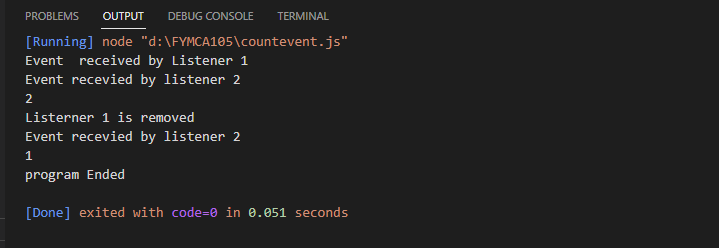 PROBLEMS OUTPUT DEBUG CONSOLE TERMINAL
[Running] node "d:\FYMCA105\countevent.js"
Event  received by Listener 1
Event recevied by listener 2
2
Listerner 1 is removed
Event recevied by listener 2
1
program Ended
[Done] exited with code=0 in 0.051 seconds